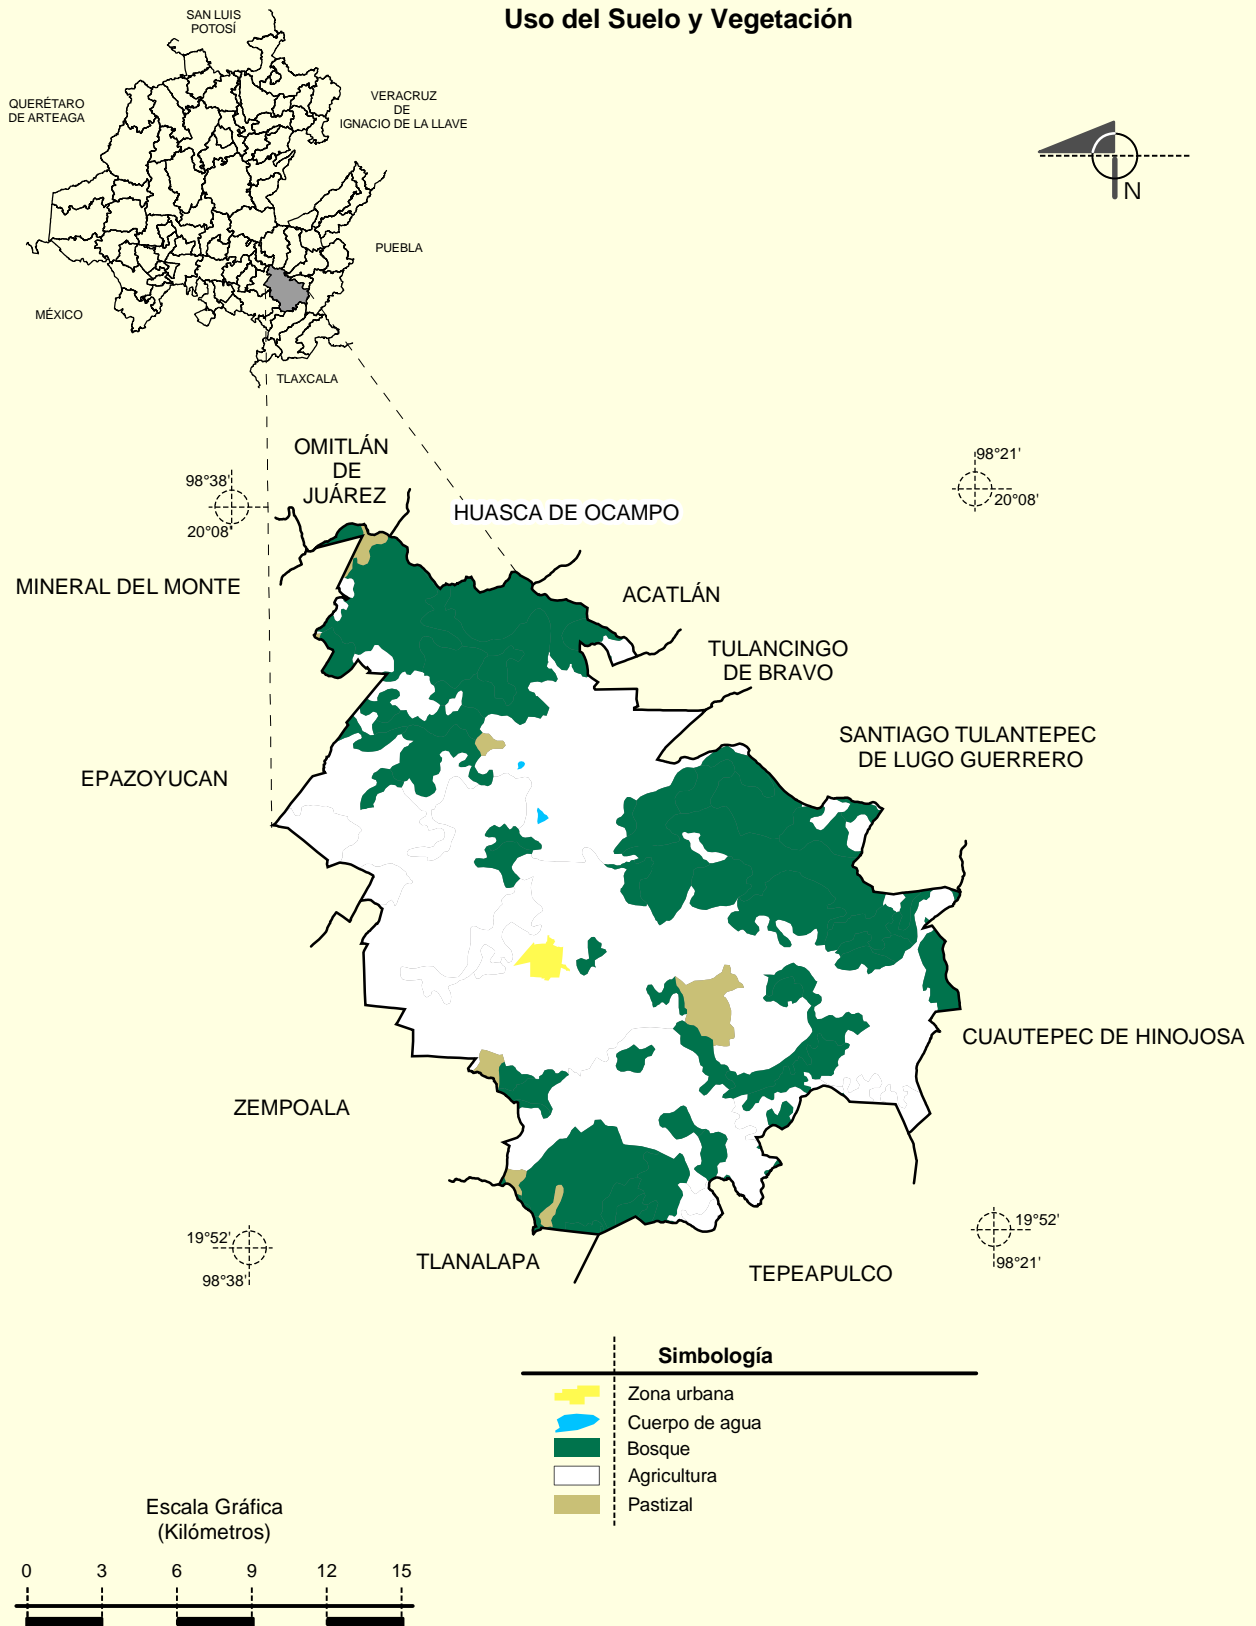 Uso del Suelo y Vegetación
SAN LUIS
POTOSÍ
QUERÉTARO
DE ARTEAGA
VERACRUZ
DE
IGNACIO DE LA LLAVE
N
PUEBLA
MÉXICO
TLAXCALA
OMITLÁN
DE
JUÁREZ
98°38'
20°08'
98°21'
20°08'
HUASCA DE OCAMPO
MINERAL DEL MONTE
ACATLÁN
TULANCINGO
DE BRAVO
SANTIAGO TULANTEPEC
DE LUGO GUERRERO
EPAZOYUCAN
CUAUTEPEC DE HINOJOSA
ZEMPOALA
19°52'
98°38'
19°52'
98°21'
TLANALAPA
TEPEAPULCO
Simbología
Zona urbana
Cuerpo de agua
Bosque
Agricultura
Pastizal
Escala Gráfica
(Kilómetros)
0 3 6 9 12 15